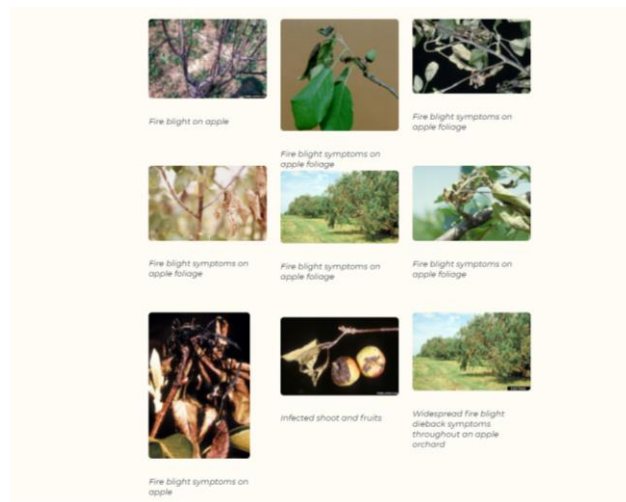 Fire blight on apple
Fire blight symptoms on
apple foliage
Fire blight symptoms on
apple foliage
Fire blight symptoms on
apple foliage
Fire blight symptoms on
apple foliage
Fire blight symptoms on
apple foliage
Fire blight symptoms on
apple
Infected shoot and fruits
Widespread fire blight
dieback symptoms
throughout an apple
orchard